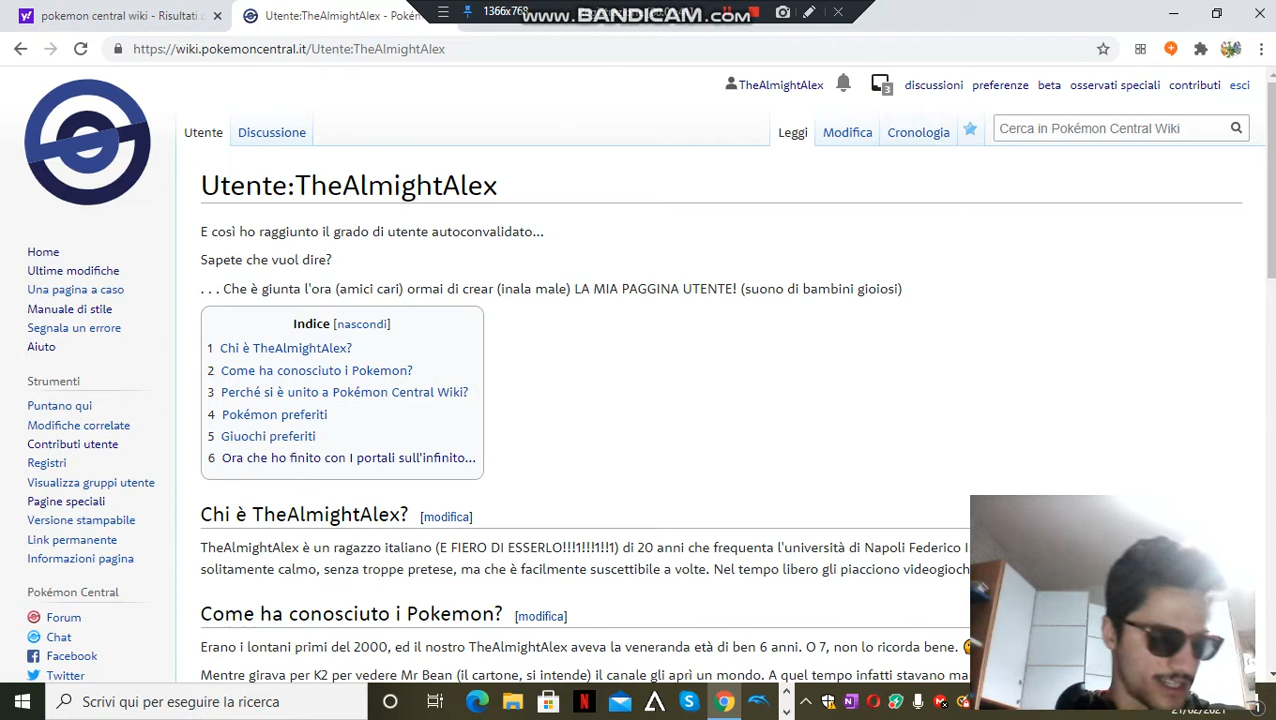 pokemon central wiki - Risultati
Utente:TheAlmightAlex - Pokém
1366x768
www.BANDICAM.com
https://wiki.pokemoncentral.it/Utente:TheAlmightAlex
TheAlmightAlex
3
discussioni preferenze beta osservati speciali contributi esci
Utente Discussione
Leggi Modifica Cronologia
Cerca in Pokémon Central Wiki
Utente:TheAlmightAlex
E così ho raggiunto il grado di utente autoconvalidato...
Sapete che vuol dire?
. . . Che è giunta l'ora (amici cari) ormai di crear (inala male) LA MIA PAGGINA UTENTE! (suono di bambini gioiosi)
Indice [nascondi]
1 Chi è TheAlmightAlex?
2 Come ha conosciuto i Pokemon?
3 Perché si è unito a Pokémon Central Wiki?
4 Pokémon preferiti
5 Giuochi preferiti
6 Ora che ho finito con I portali sull'infinito...
Chi è TheAlmightAlex? [modifica]
TheAlmightAlex è un ragazzo italiano (E FIERO DI ESSERLO!!!1!!!1!!1) di 20 anni che frequenta l'università di Napoli Federico I
solitamente calmo, senza troppe pretese, ma che è facilmente suscettibile a volte. Nel tempo libero gli piacciono videogioch
Come ha conosciuto i Pokemon? [modifica]
Erano i lontani primi del 2000, ed il nostro TheAlmightAlex aveva la veneranda età di ben 6 anni. O 7, non lo ricorda bene.
Mentre girava per K2 per vedere Mr Bean (il cartone, si intende) il canale gli aprì un mondo. A quel tempo infatti stavano ma
Home
Ultime modifiche
Una pagina a caso
Manuale di stile
Segnala un errore
Aiuto
Strumenti
Puntano qui
Modifiche correlate
Contributi utente
Registri
Visualizza gruppi utente
Pagine speciali
Versione stampabile
Link permanente
Informazioni pagina
Pokémon Central
Forum
Chat
Facebook
Twitter
Scrivi qui per eseguire la ricerca
21/02/2021
1